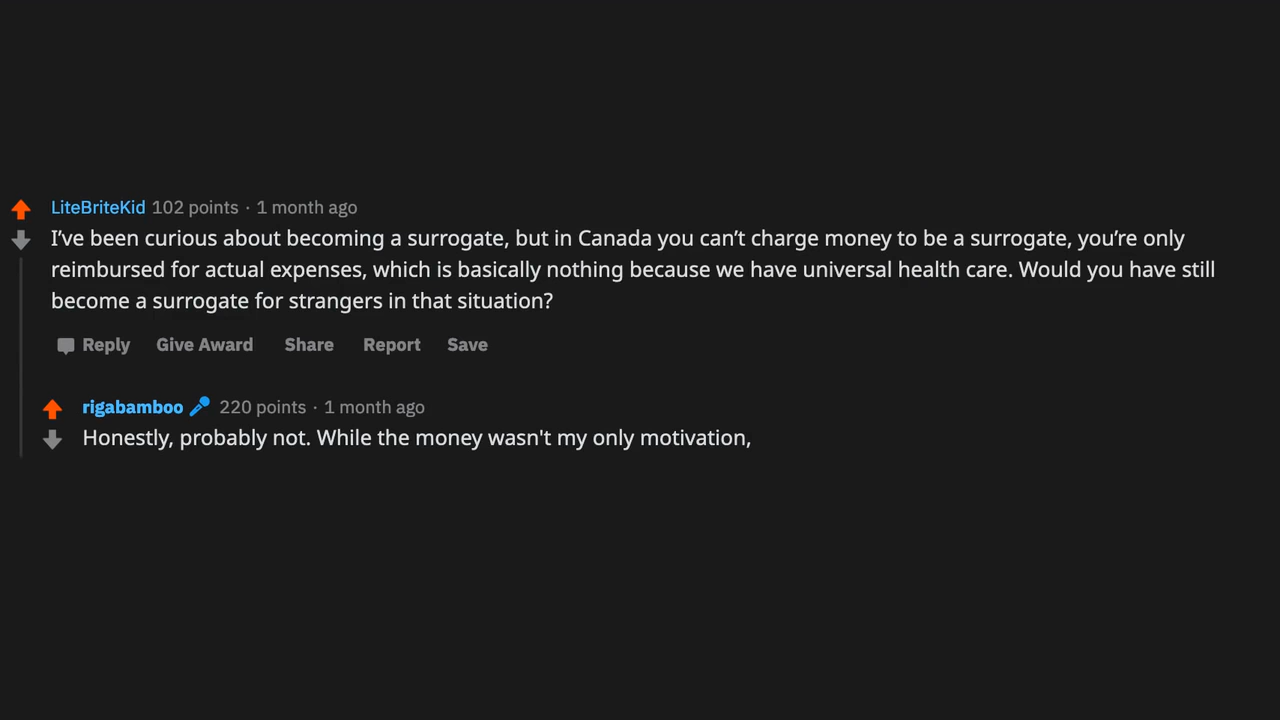 LiteBriteKid 102 points · 1 month ago
I’ve been curious about becoming a surrogate, but in Canada you can’t charge money to be a surrogate, you’re only
reimbursed for actual expenses, which is basically nothing because we have universal health care. Would you have still
become a surrogate for strangers in that situation?
Reply Give Award Share Report Save
rigabamboo 220 points · 1 month ago
Honestly, probably not. While the money wasn't my only motivation,